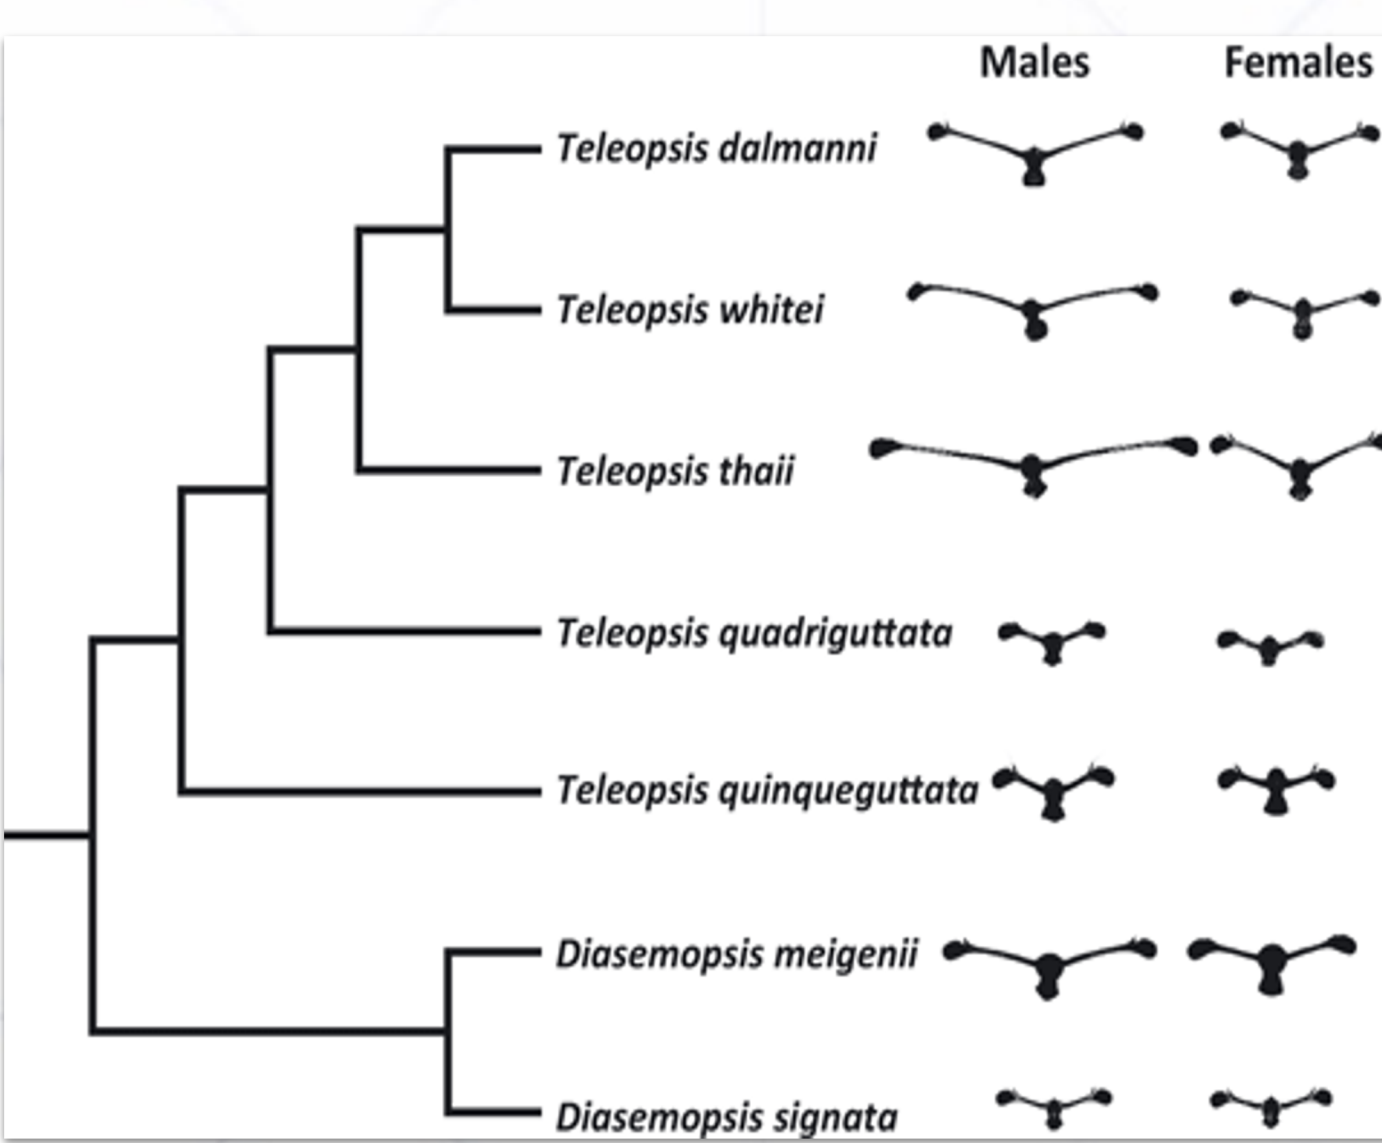 Males Females
Teleopsis dalmanni
Teleopsis whitei
Teleopsis thaii
Teleopsis quadriguttata
Teleopsis quinqueguttata
Diasemopsis meigenii
Diasemopsis signata